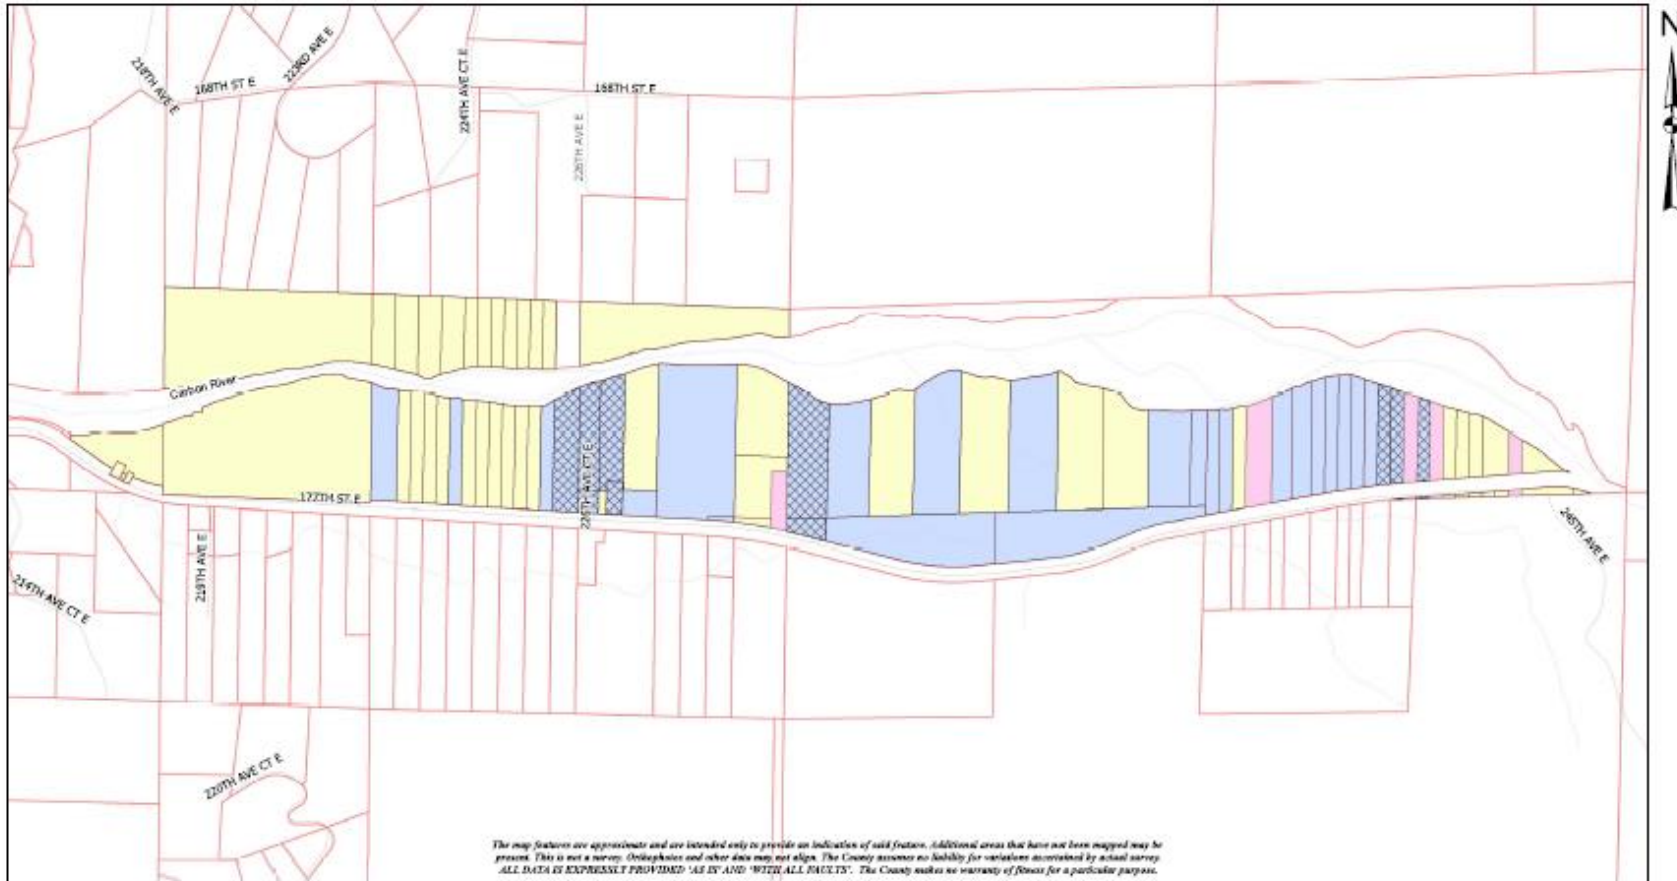 N
223RD AVE E
218TH AVE E
168TH ST E
224TH AVE CT E
168TH ST E
226TH AVE E
Carbon River
177TH ST E
226TH AVE CT E
219TH AVE E
214TH AVE CT E
245TH AVE E
220TH AVE CT E
The map features are approximate and are intended only to provide an indication of said feature. Additional areas that have not been mapped may be
present. This is not a survey. Orthophotos and other data may not align. The County assumes no liability for variations ascertained by actual survey.
ALL DATA IS EXPRESSLY PROVIDED 'AS IS' AND 'WITH ALL FAULTS'. The County makes no warranty of fitness for a particular purpose.